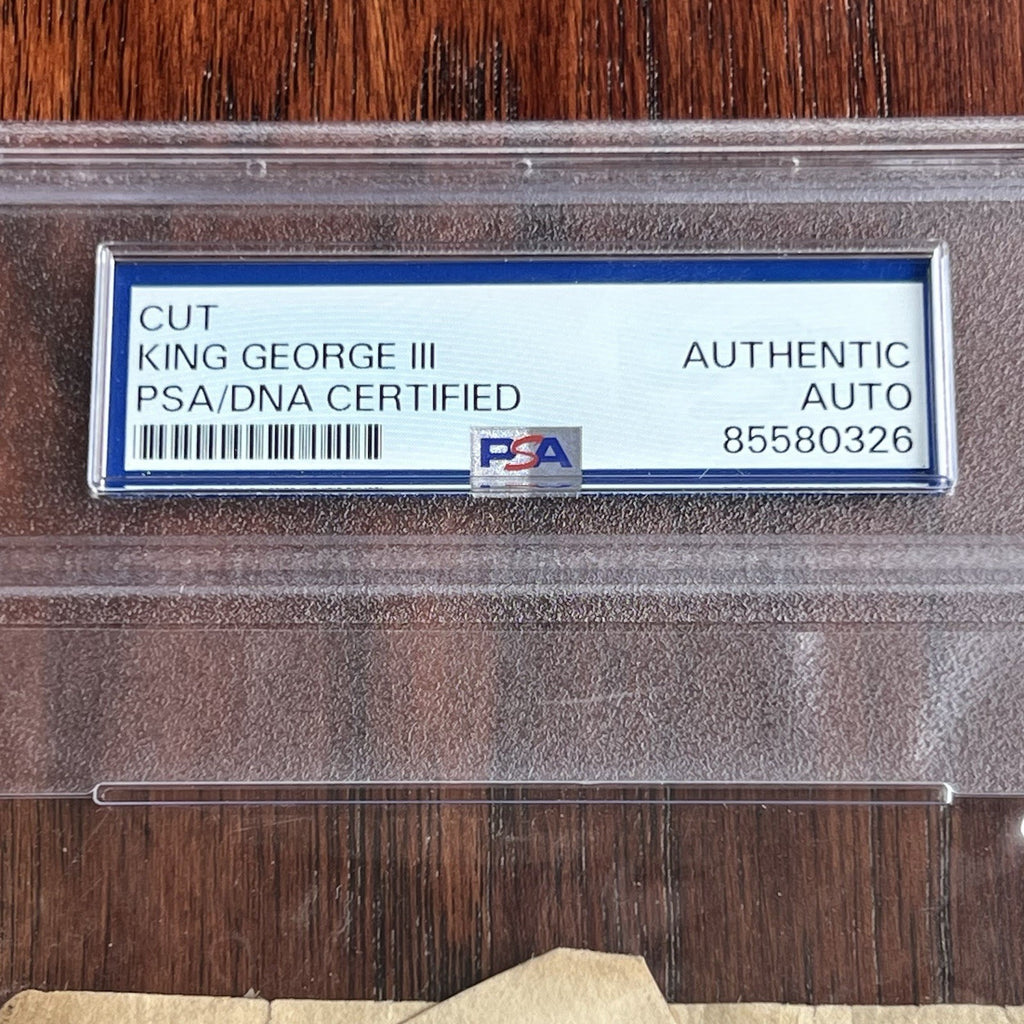 CUT
KING GEORGE III
PSA/DNA CERTIFIED
AUTHENTIC
AUTO
85580326
PSA